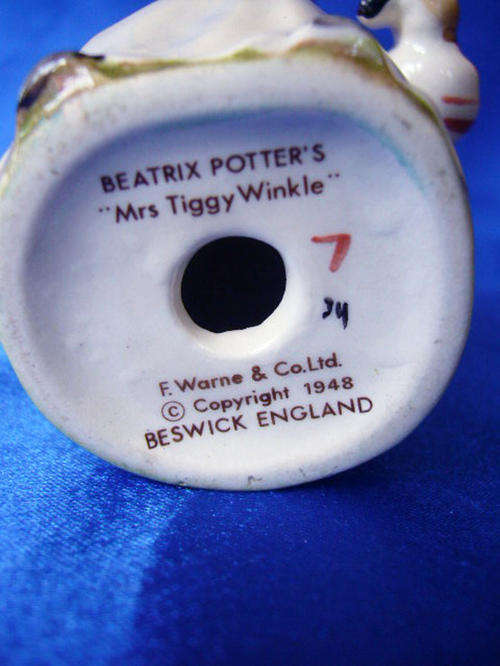 BEATRIX POTTER'S
"Mrs Tiggy Winkle"
7
F. Warne & Co. Ltd.
© Copyright 1948
BESWICK ENGLAND